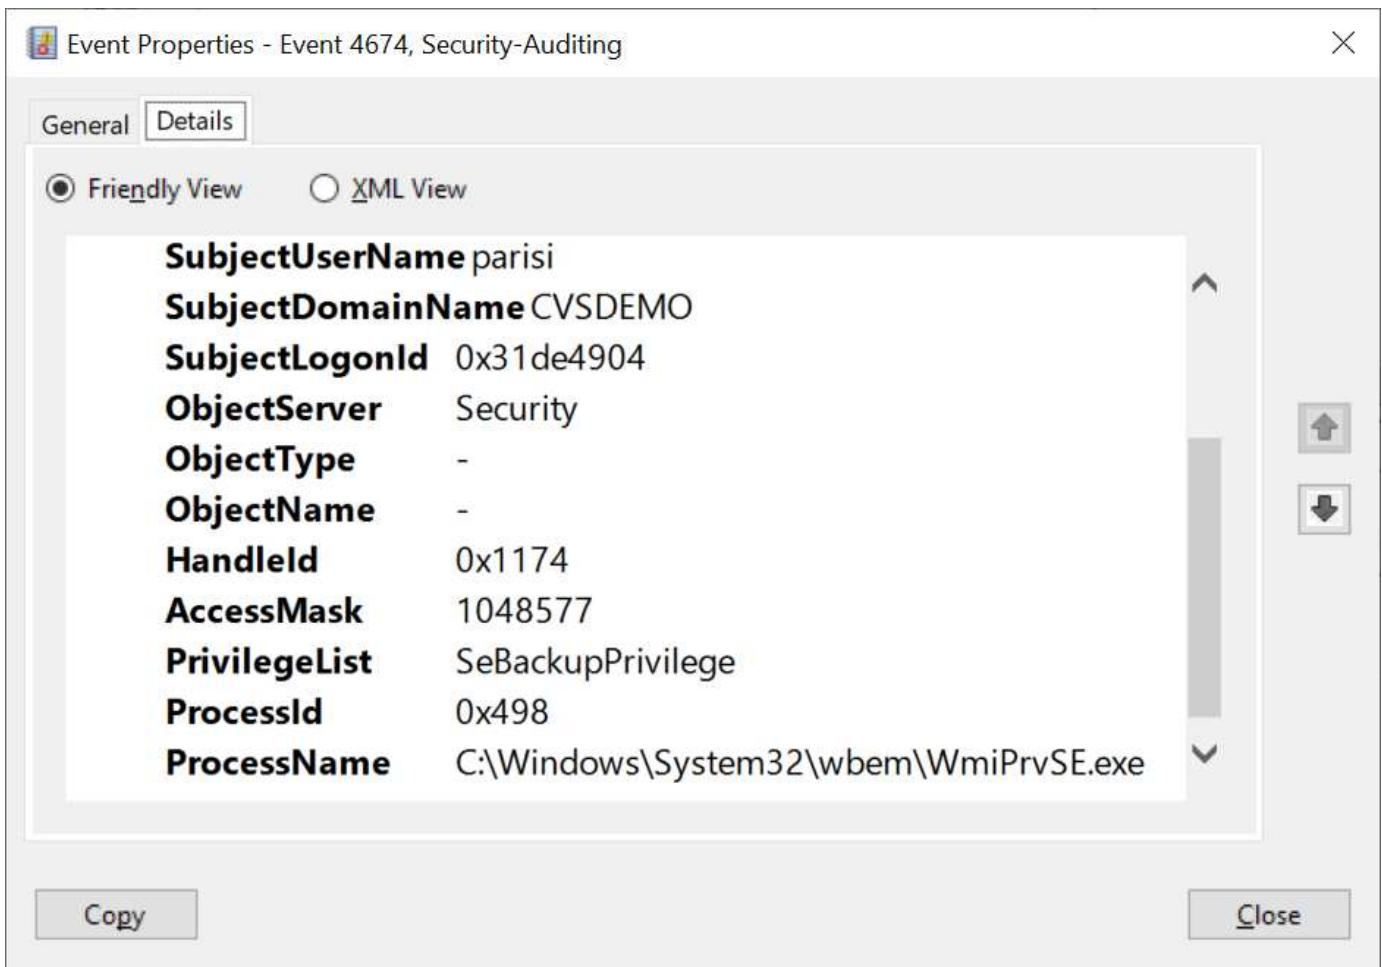 Event Properties - Event 4674, Security-Auditing
General Details
Friendly View XML View
SubjectUserName parisi
SubjectDomainName CVSDEMO
SubjectLogonId 0x31de4904
ObjectServer Security
ObjectType -
ObjectName -
HandleId 0x1174
AccessMask 1048577
PrivilegeList SeBackupPrivilege
ProcessId 0x498
ProcessName C:\Windows\System32\wbem\WmiPrvSE.exe
Copy Close